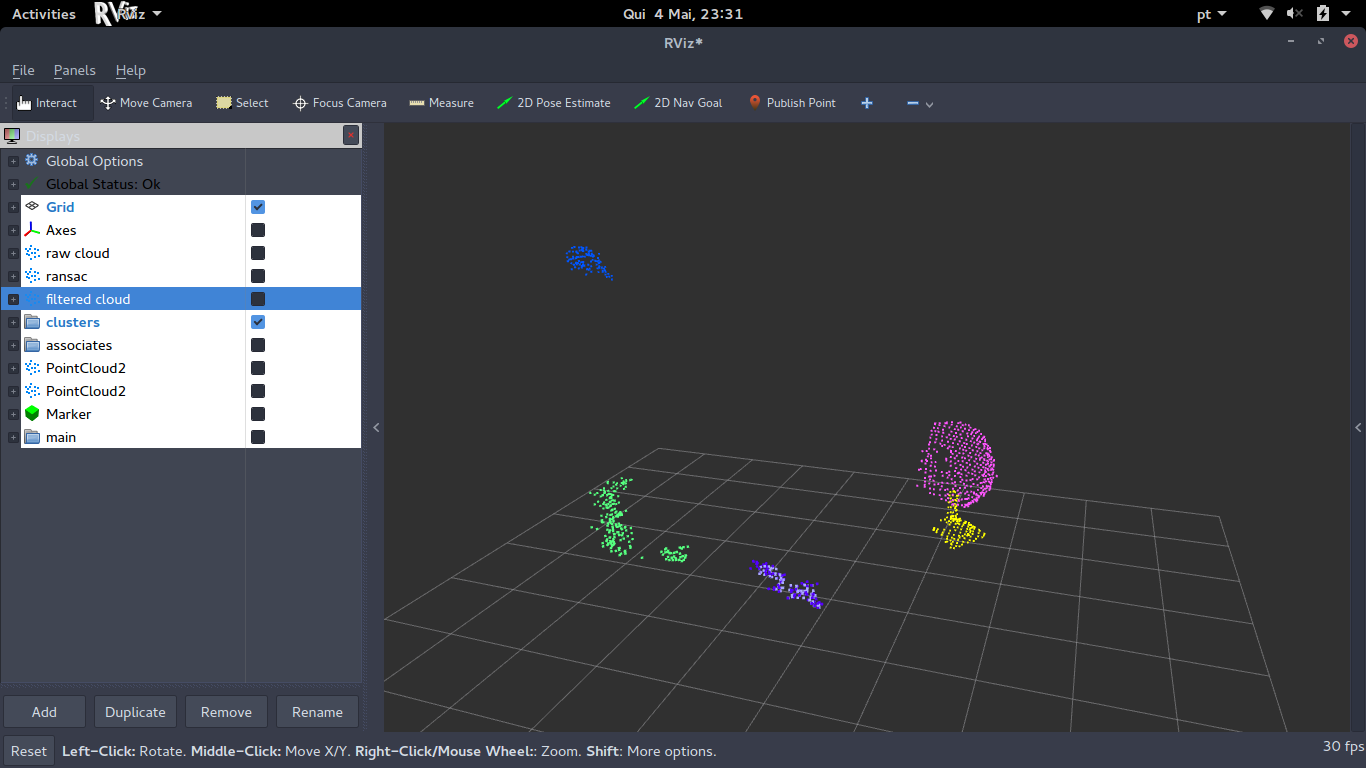 Activities RViz RViz Qui 4 Mai, 23:31 pt
RViz*
File Panels Help
Interact Move Camera Select Focus Camera Measure 2D Pose Estimate 2D Nav Goal Publish Point
Displays
Global Options
Global Status: Ok
Grid
Axes
raw cloud
ransac
filtered cloud
clusters
associates
PointCloud2
PointCloud2
Marker
main
Add Duplicate Remove Rename
Reset Left-Click: Rotate. Middle-Click: Move X/Y. Right-Click/Mouse Wheel:: Zoom. Shift: More options. 30 fps